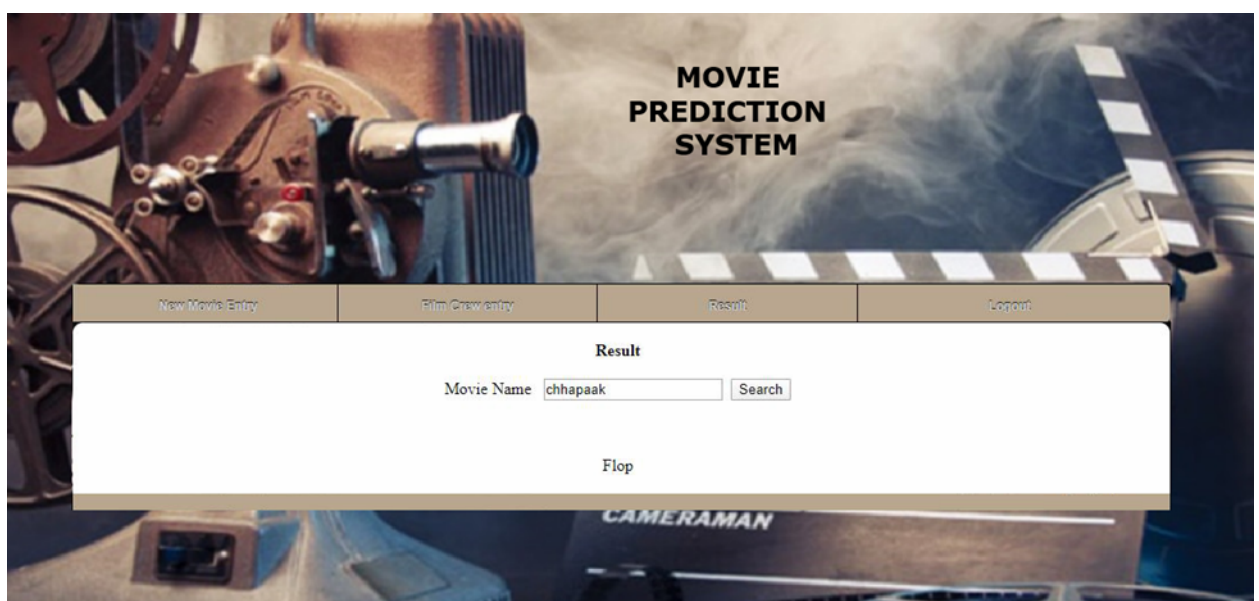 MOVIE
PREDICTION
SYSTEM
New Movie Entry Film Crew entry Result Logout
Result
Movie Name chhapaak Search
Flop
CAMERAMAN